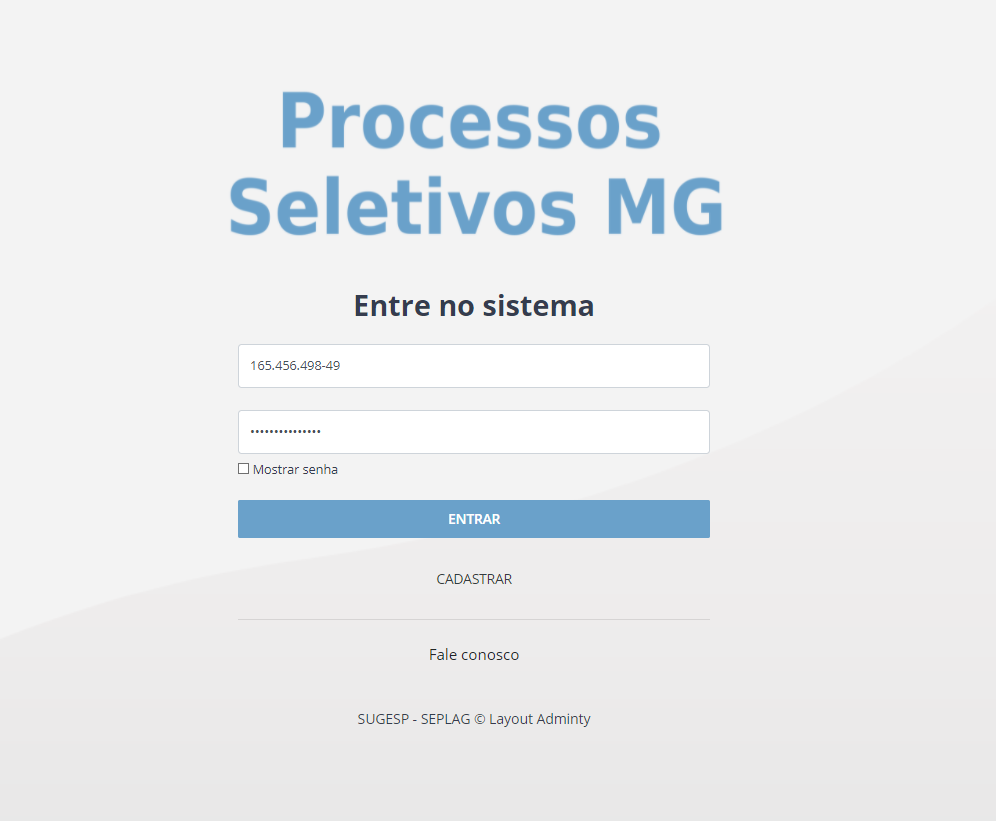 Processos
Seletivos MG
Entre no sistema
165.456.498-49
•••••••••••••••
Mostrar senha
ENTRAR
CADASTRAR
Fale conosco
SUGESP - SEPLAG © Layout Adminty